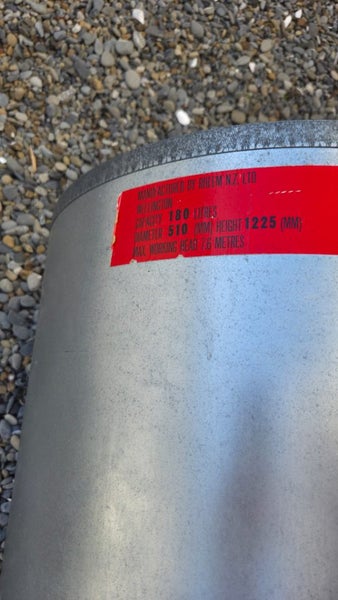 MANUFACTURED BY RHEEM N.Z. LTD
WELLINGTON
CAPACITY 180 LITRES
DIAMETER 510 (MM) HEIGHT 1225 (MM)
MAX. WORKING HEAD 7.6 METRES